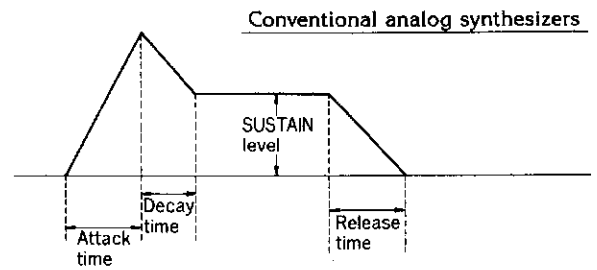 Conventional analog synthesizers
SUSTAIN
level
Decay
time
Attack
time
Release
time